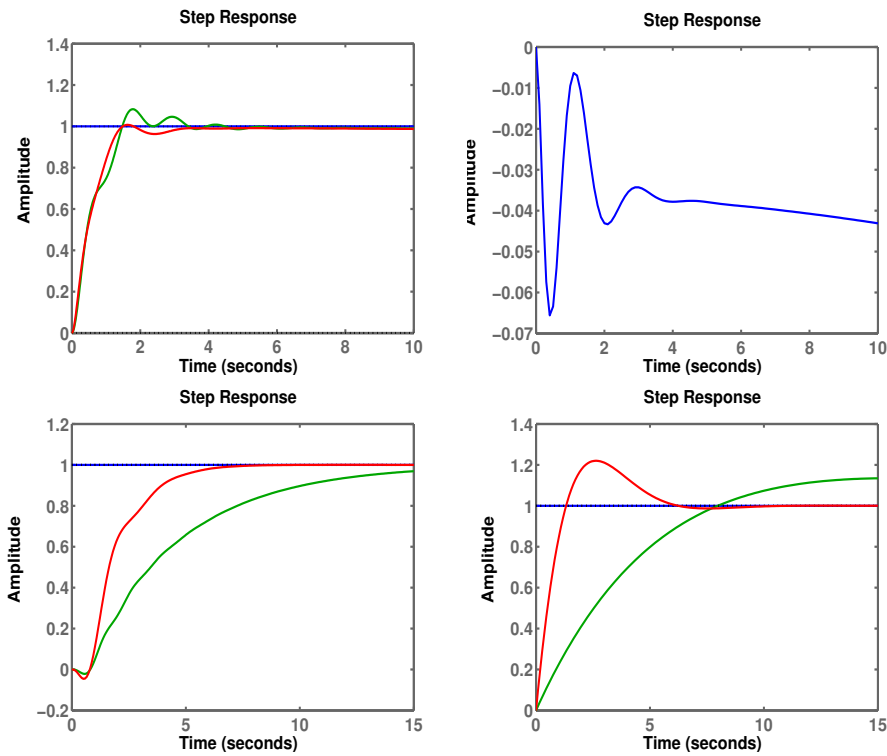 Step Response
1.4
1.2
1
0.8
0.6
0.4
0.2
0
Amplitude
0 2 4 6 8 10
Time (seconds)
Step Response
0
−0.01
−0.02
−0.03
−0.04
−0.05
−0.06
−0.07
Amplitude
0 2 4 6 8 10
Time (seconds)
Step Response
1.2
1
0.8
0.6
0.4
0.2
0
−0.2
Amplitude
0 5 10 15
Time (seconds)
Step Response
1.4
1.2
1
0.8
0.6
0.4
0.2
0
Amplitude
0 5 10 15
Time (seconds)